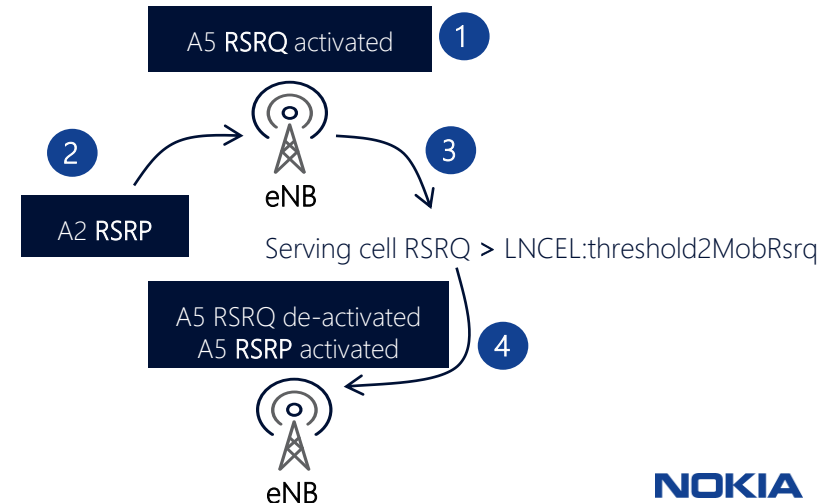 A5 RSRQ activated
1
2
3
eNB
A2 RSRP
Serving cell RSRQ > LNCEL:threshold2MobRsrq
A5 RSRQ de-activated
A5 RSRP activated
4
eNB
NOKIA